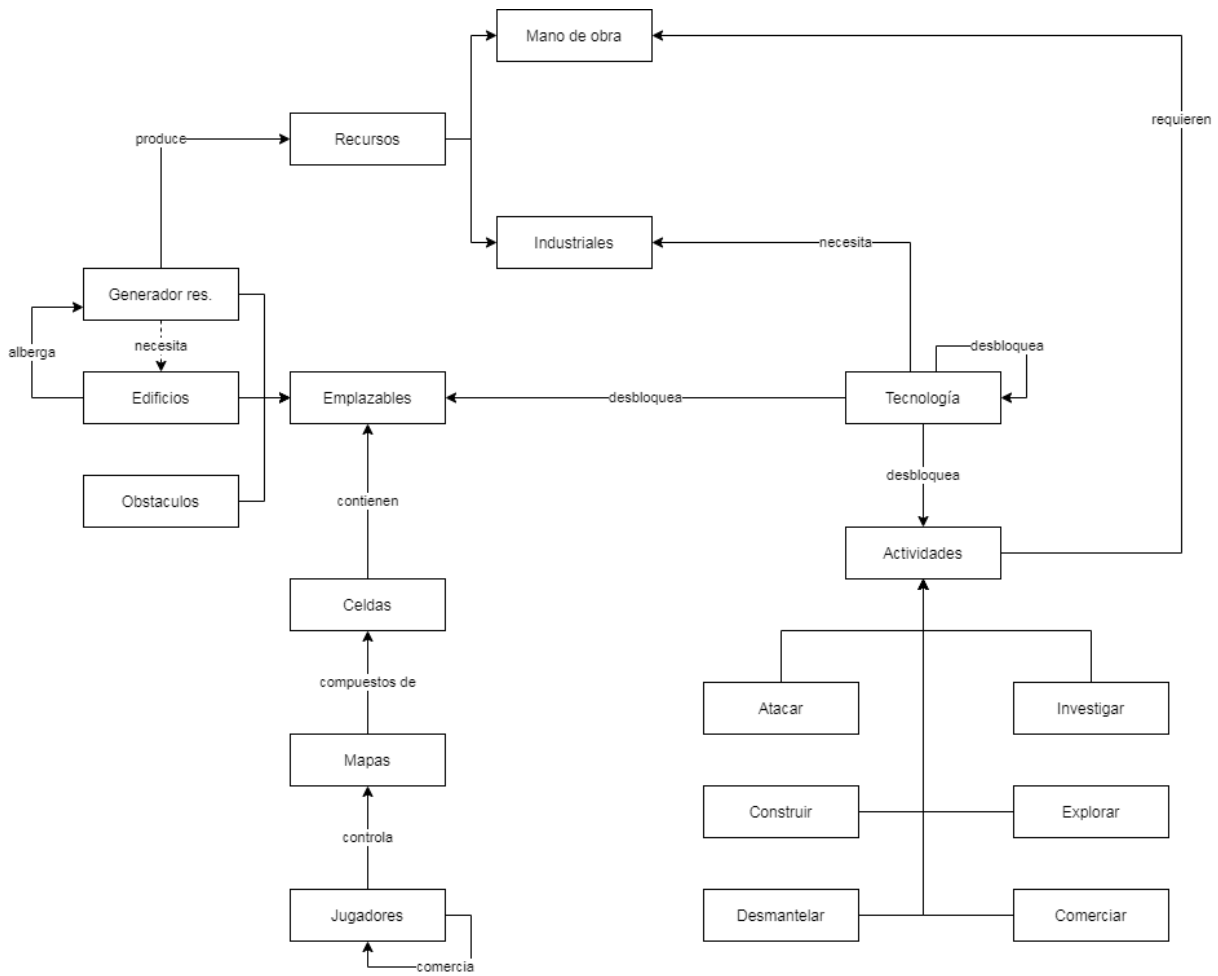 Mano de obra
requieren
produce
Recursos
Industriales
necesita
Generador res.
alberga
necesita
desbloquea
Edificios
Emplazables
desbloquea
Tecnología
desbloquea
Obstaculos
contienen
Actividades
Celdas
compuestos de
Atacar
Investigar
Mapas
Construir
Explorar
controla
Jugadores
Desmantelar
Comerciar
comercia